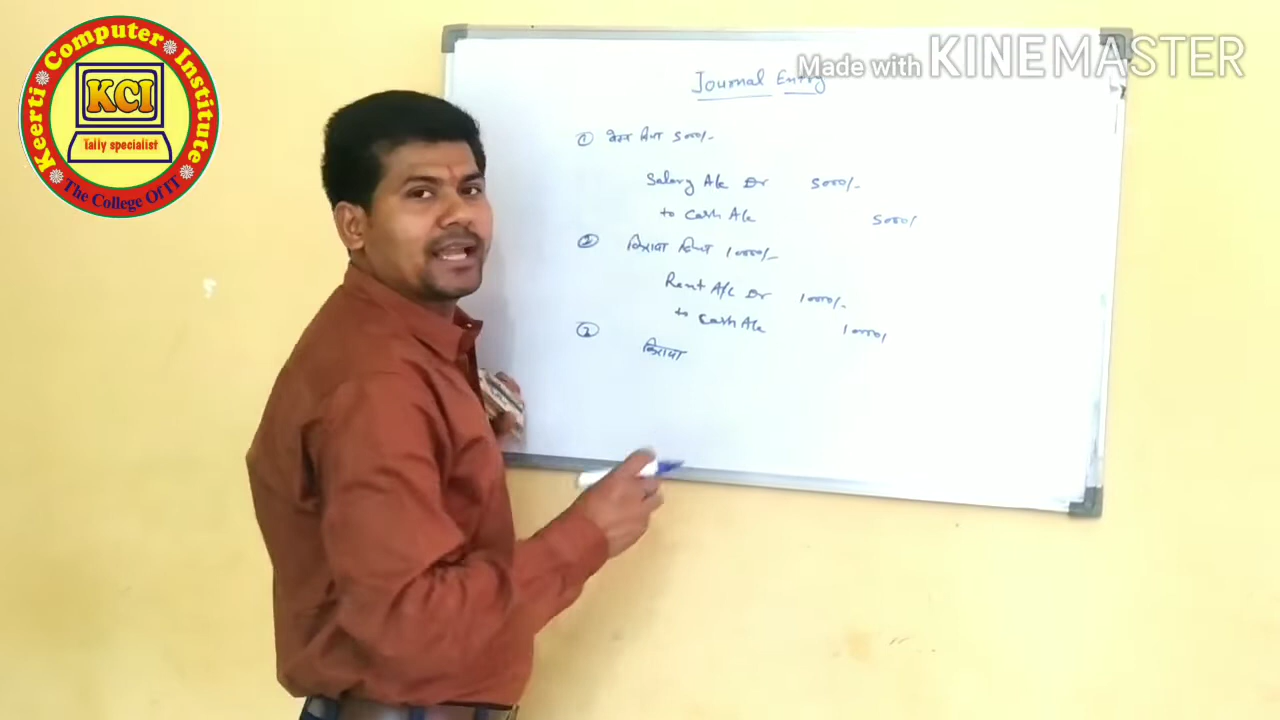 Keerti Computer Institute
KCI
Tally specialist
The College Of IT
Made with KINEMASTER
Journal Entry
① वेतन दिया 5000/-
Salary A/c Dr 5000/-
to Cash A/c 5000/
② किराया दिया 10000/-
Rent A/c Dr 10000/-
to Cash A/c 10000/
③ किराया